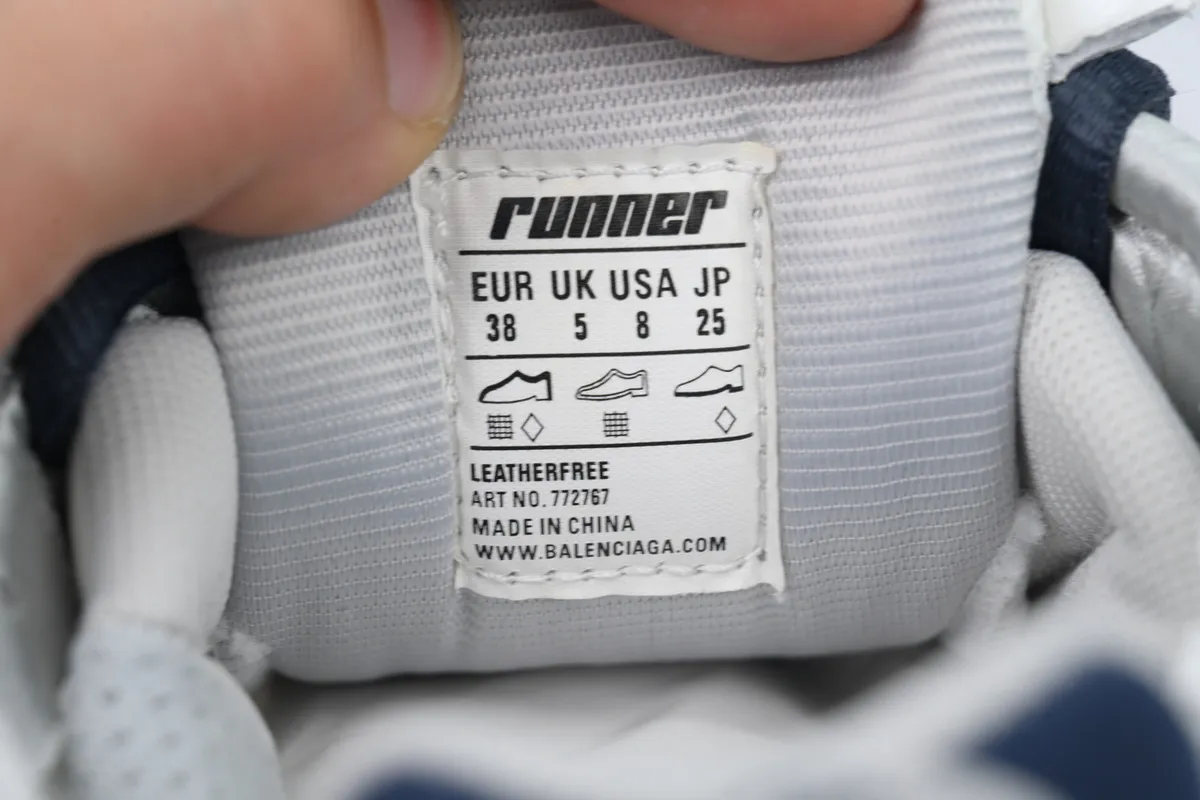 runner
EUR UK USA JP
38 5 8 25
LEATHERFREE
ART NO. 772767
MADE IN CHINA
WWW.BALENCIAGA.COM